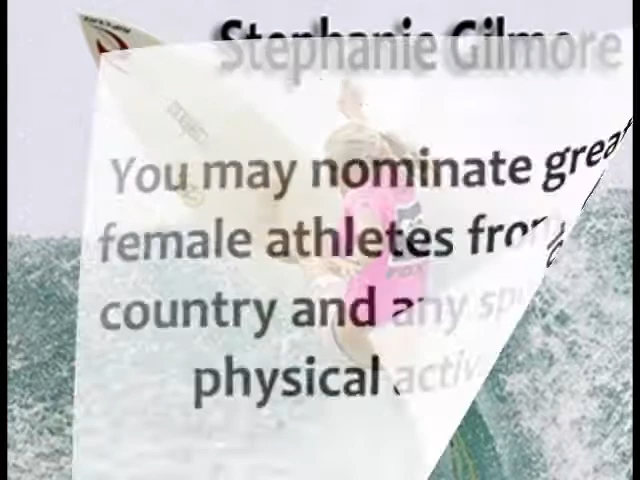 Stephanie Gilmore
You may nominate great
female athletes from
country and any
physical